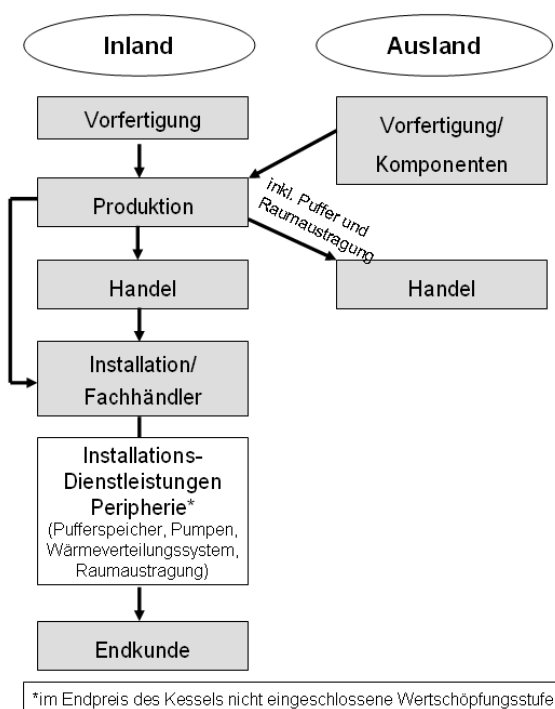 Inland
Ausland
Vorfertigung
Vorfertigung/
Komponenten
Produktion
inkl. Puffer und
Raumaustragung
Handel
Handel
Installation/
Fachhändler
Installations-
Dienstleistungen
Peripherie*
(Pufferspeicher, Pumpen,
Wärmeverteilungssystem,
Raumaustragung)
Endkunde
*im Endpreis des Kessels nicht eingeschlossene Wertschöpfungsstufe